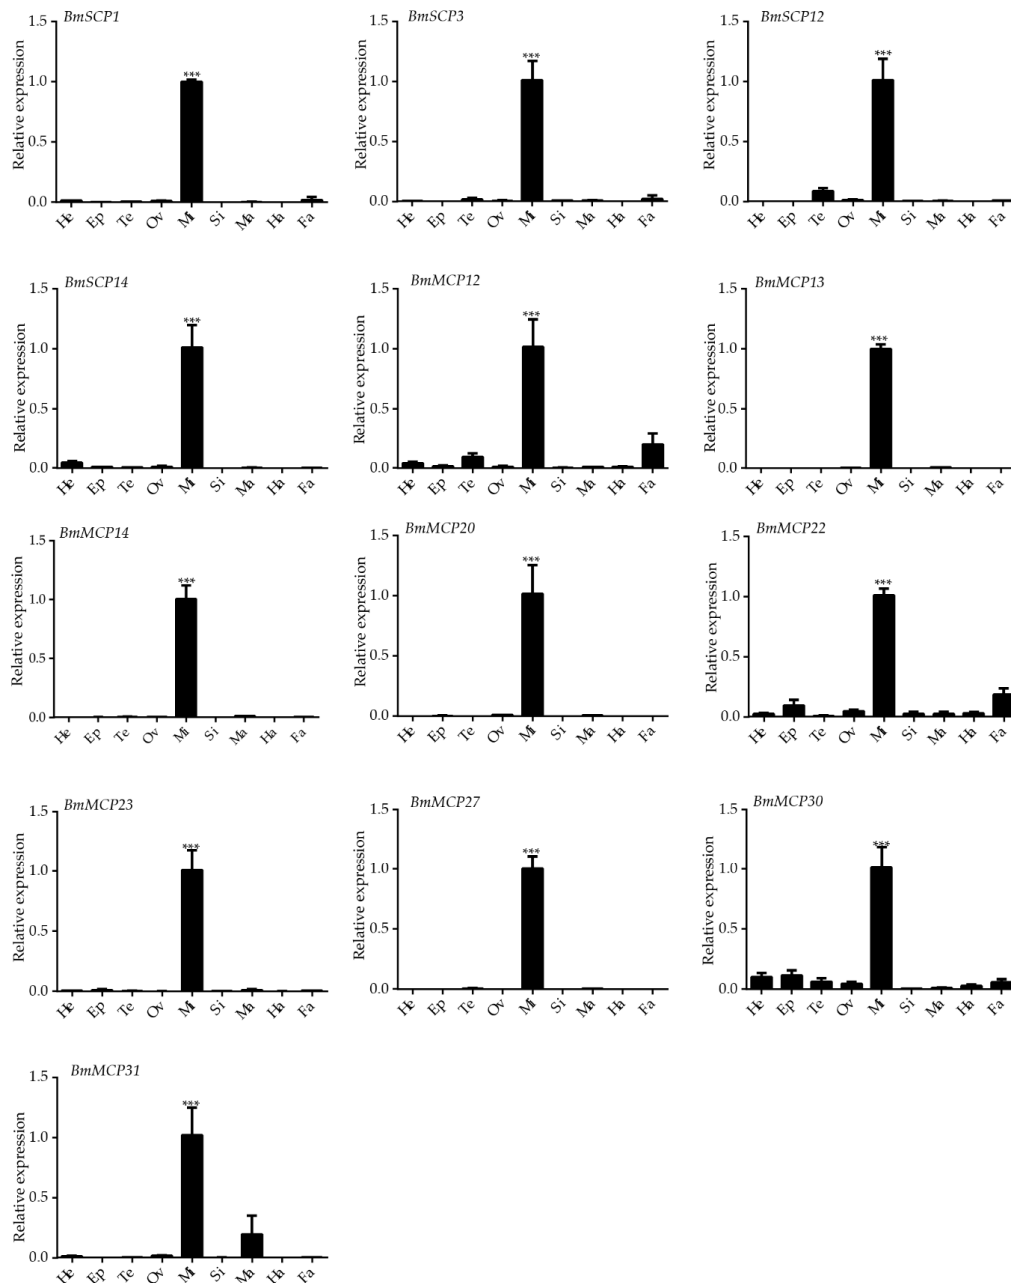 BmSCP1
Relative expression
1.5
1.0
0.5
0.0
***
He Ep Te Ov Mi Si Ma Ha Fa
BmSCP3
Relative expression
1.5
1.0
0.5
0.0
***
He Ep Te Ov Mi Si Ma Ha Fa
BmSCP12
Relative expression
1.5
1.0
0.5
0.0
***
He Ep Te Ov Mi Si Ma Ha Fa
BmSCP14
Relative expression
1.5
1.0
0.5
0.0
***
He Ep Te Ov Mi Si Ma Ha Fa
BmMCP12
Relative expression
1.5
1.0
0.5
0.0
***
He Ep Te Ov Mi Si Ma Ha Fa
BmMCP13
Relative expression
1.5
1.0
0.5
0.0
***
He Ep Te Ov Mi Si Ma Ha Fa
BmMCP14
Relative expression
1.5
1.0
0.5
0.0
***
He Ep Te Ov Mi Si Ma Ha Fa
BmMCP20
Relative expression
1.5
1.0
0.5
0.0
***
He Ep Te Ov Mi Si Ma Ha Fa
BmMCP22
Relative expression
1.5
1.0
0.5
0.0
***
He Ep Te Ov Mi Si Ma Ha Fa
BmMCP23
Relative expression
1.5
1.0
0.5
0.0
***
He Ep Te Ov Mi Si Ma Ha Fa
BmMCP27
Relative expression
1.5
1.0
0.5
0.0
***
He Ep Te Ov Mi Si Ma Ha Fa
BmMCP30
Relative expression
1.5
1.0
0.5
0.0
***
He Ep Te Ov Mi Si Ma Ha Fa
BmMCP31
Relative expression
1.5
1.0
0.5
0.0
***
He Ep Te Ov Mi Si Ma Ha Fa